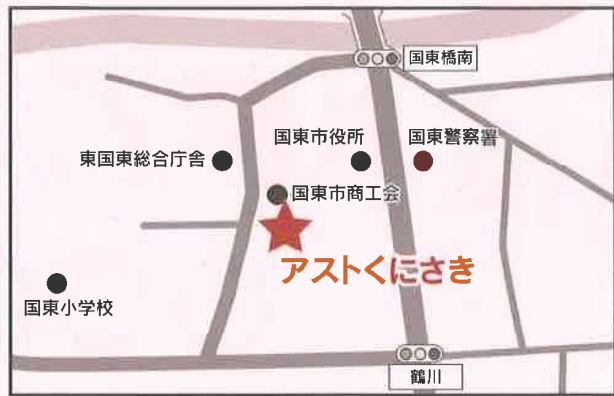 国東橋南
国東市役所
国東警察署
東国東総合庁舎
国東市商工会
アストくにさき
国東小学校
鶴川